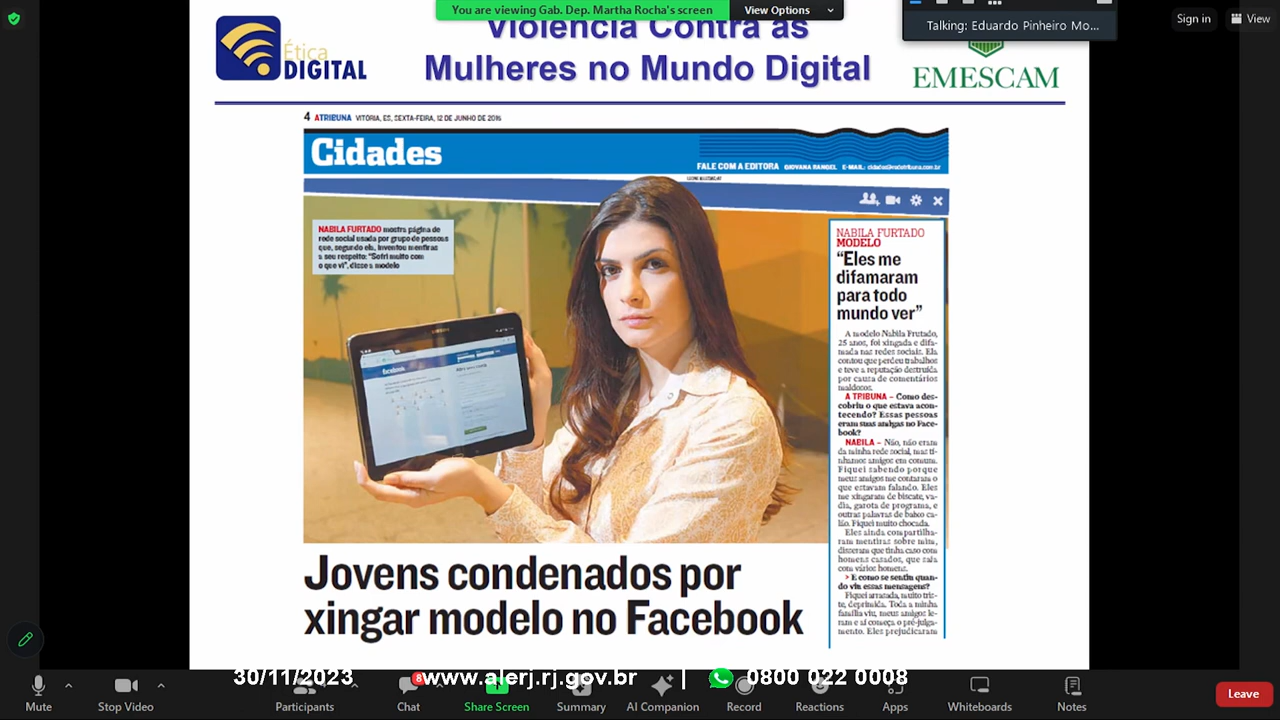 You are viewing Gab. Dep. Martha Rocha's screen
View Options
Talking: Eduardo Pinheiro Mo...
Sign in
View
Ética
DIGITAL
Violência Contra as
Mulheres no Mundo Digital
EMESCAM
4 ATRIBUNA VITÓRIA, ES, SEXTA-FEIRA, 12 DE JUNHO DE 2015
Cidades
FALE COM A EDITORA GIOVANA RANGEL E-MAIL: cidades@redetribuna.com.br
NABILA FURTADO mostra página de
rede social usada por grupo de pessoas
que, segundo ela, inventou mentiras
a seu respeito: "Sofri muito com
o que vi", disse a modelo
facebook
NABILA FURTADO
MODELO
"Eles me
difamaram
para todo
mundo ver"
A modelo Nabila Frutado,
25 anos, foi xingada e difa-
mada nas redes sociais. Ela
contou que perdeu trabalhos
e teve a reputação destruída
por causa de comentários
maldosos.
A TRIBUNA – Como des-
cobriu o que estava acon-
tecendo? Essas pessoas
eram suas amigas no Face-
book?
NABILA – Não, não eram
da minha rede social, mas tí-
nhamos amigos em comum.
Fiquei sabendo porque
meus amigos me contaram o
que estavam falando. Eles
me xingaram de biscate, va-
dia, garota de programa, e
outras palavras de baixo ca-
lão. Fiquei muito chocada.
Eles ainda compartilha-
ram mentiras sobre mim,
disseram que tinha caso com
homens casados, que saía
com vários homens.
> E como se sentiu quan-
do viu essas mensagens?
Fiquei arrasada, muito tris-
te, deprimida. Toda a minha
família viu, meus amigos le-
ram e aí começa o pré-julga-
mento. Eles prejudicaram
Jovens condenados por
xingar modelo no Facebook
30/11/2023 www.alerj.rj.gov.br | 0800 022 0008
8
Mute
Stop Video
Participants
Chat
Share Screen
Summary
AI Companion
Record
Reactions
Apps
Whiteboards
Notes
Leave